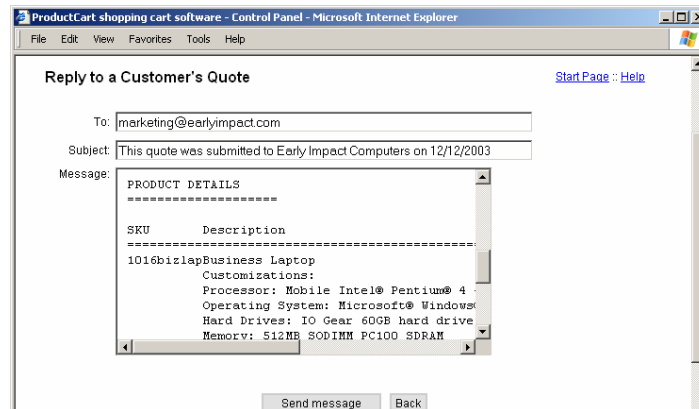 ProductCart shopping cart software - Control Panel - Microsoft Internet Explorer
File Edit View Favorites Tools Help
Reply to a Customer's Quote
Start Page :: Help
To: marketing@earlyimpact.com
Subject: This quote was submitted to Early Impact Computers on 12/12/2003
Message:
PRODUCT DETAILS
=====================
SKU Description
=================================================
1016bizlapBusiness Laptop
Customizations:
Processor: Mobile Intel® Pentium® 4 -
Operating System: Microsoft® Windows®
Hard Drives: IO Gear 60GB hard drive
Memory: 512MB SODIMM PC100 SDRAM
Send message Back